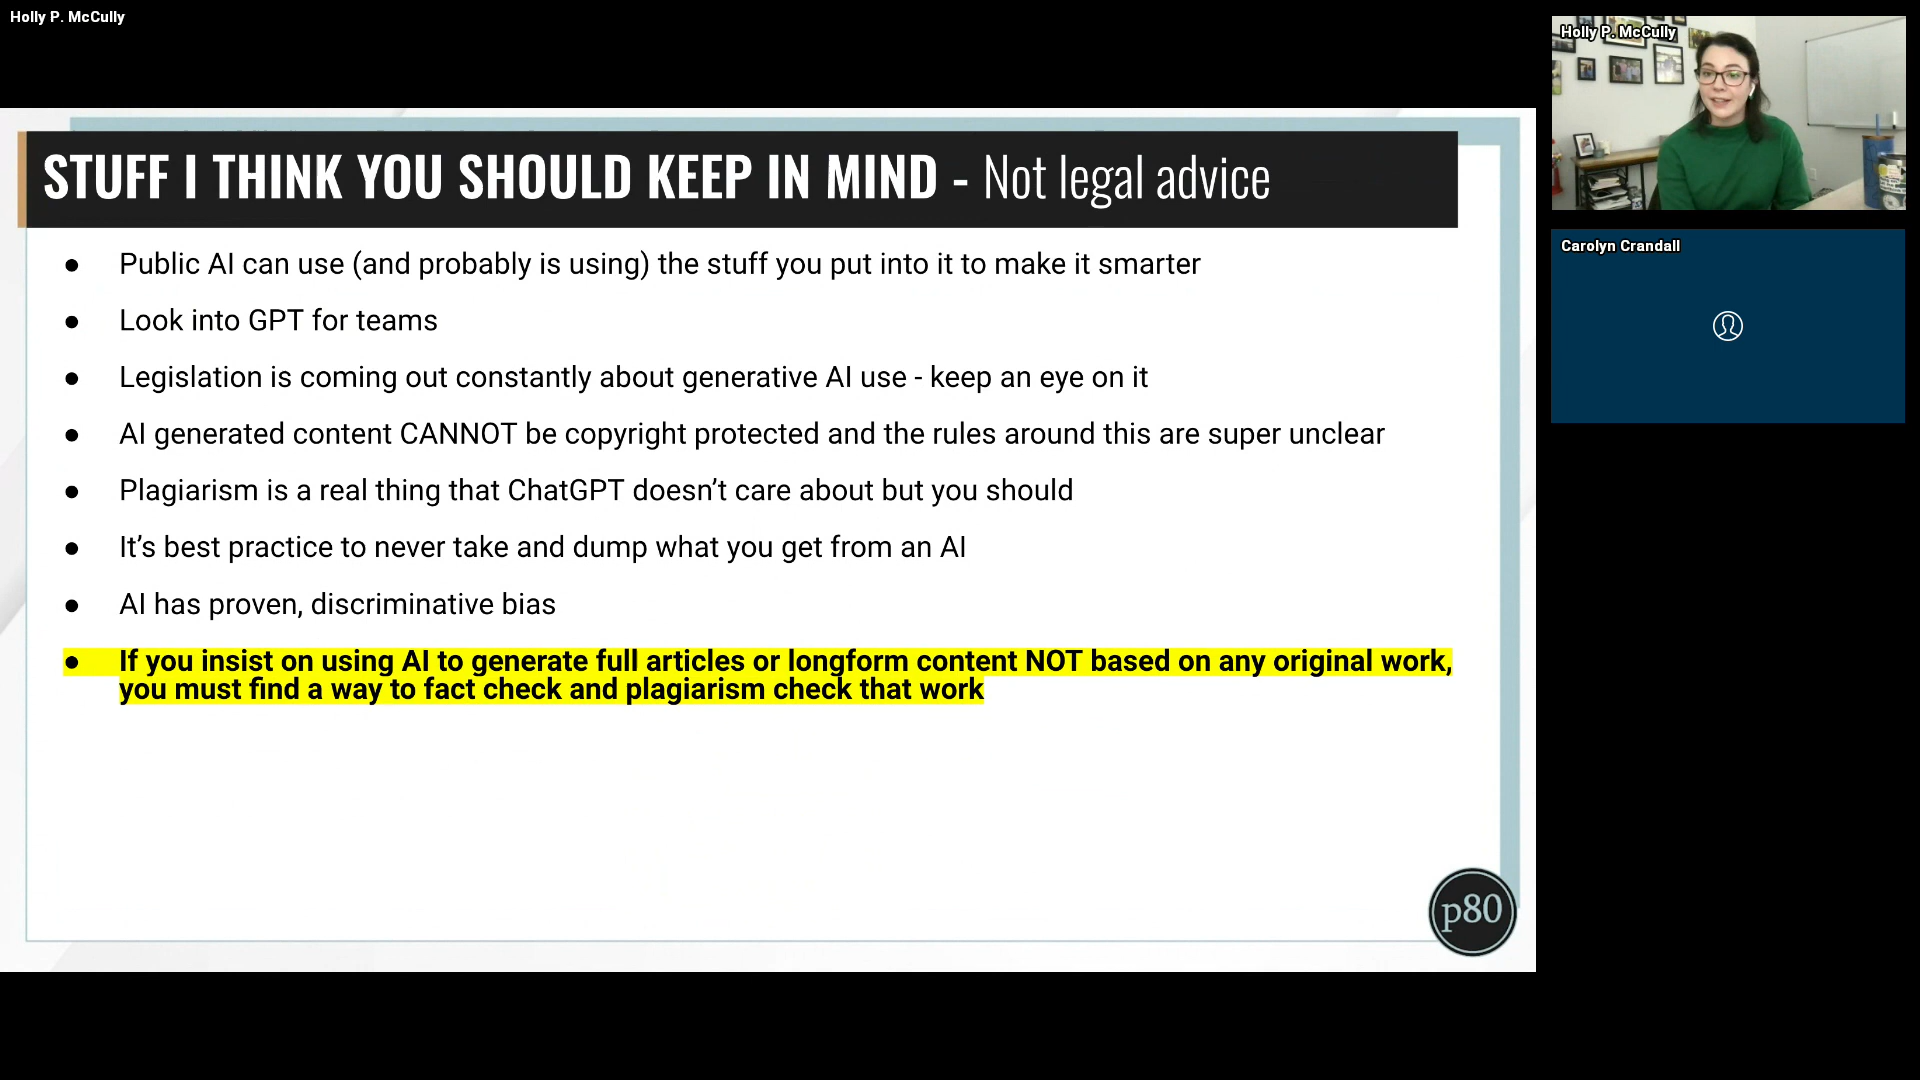 Holly P. McCully
STUFF I THINK YOU SHOULD KEEP IN MIND - Not legal advice
● Public AI can use (and probably is using) the stuff you put into it to make it smarter
● Look into GPT for teams
● Legislation is coming out constantly about generative AI use - keep an eye on it
● AI generated content CANNOT be copyright protected and the rules around this are super unclear
● Plagiarism is a real thing that ChatGPT doesn’t care about but you should
● It’s best practice to never take and dump what you get from an AI
● AI has proven, discriminative bias
● If you insist on using AI to generate full articles or longform content NOT based on any original work,
you must find a way to fact check and plagiarism check that work
p80
Holly P. McCully
Carolyn Crandall